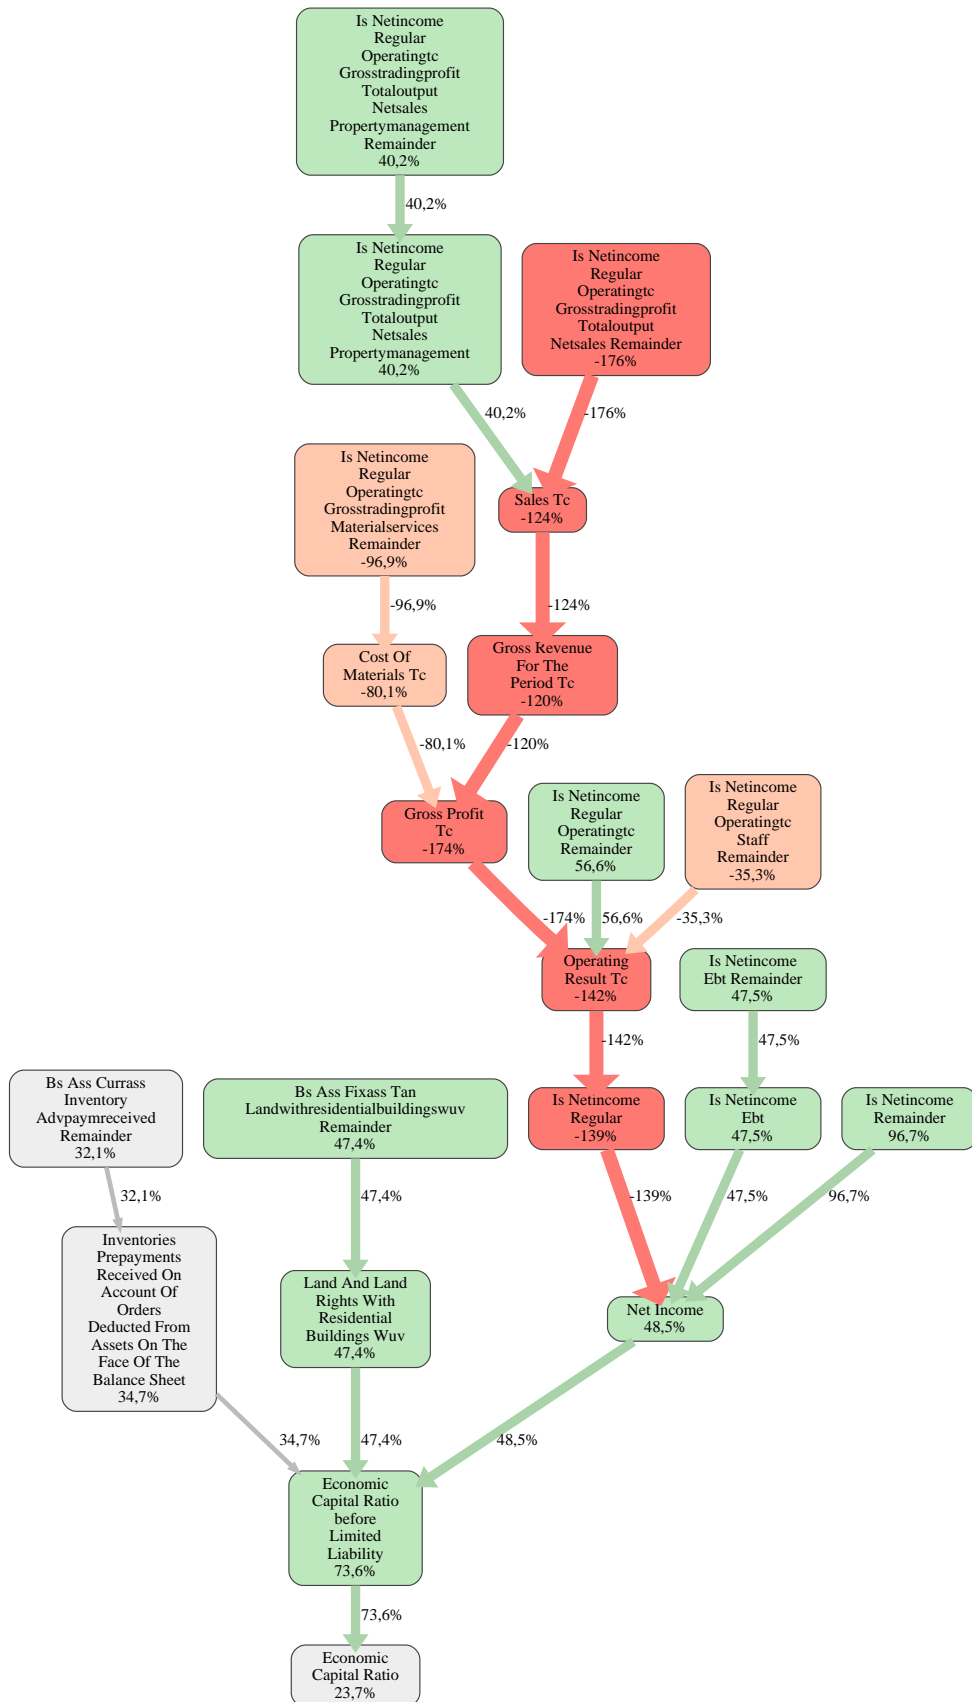 Is Netincome
Regular
Operatingtc
Grosstradingprofit
Totaloutput
Netsales
Propertymanagement
Remainder
40,2%
40,2%
Is Netincome
Regular
Operatingtc
Grosstradingprofit
Totaloutput
Netsales
Propertymanagement
40,2%
Is Netincome
Regular
Operatingtc
Grosstradingprofit
Totaloutput
Netsales Remainder
-176%
40,2%
-176%
Is Netincome
Regular
Operatingtc
Grosstradingprofit
Materialservices
Remainder
-96,9%
Sales Tc
-124%
-96,9%
-124%
Cost Of
Materials Tc
-80,1%
Gross Revenue
For The
Period Tc
-120%
-80,1%
-120%
Gross Profit
Tc
-174%
Is Netincome
Regular
Operatingtc
Remainder
56,6%
Is Netincome
Regular
Operatingtc
Staff
Remainder
-35,3%
-174%
56,6%
-35,3%
Operating
Result Tc
-142%
Is Netincome
Ebt Remainder
47,5%
-142%
47,5%
Bs Ass Currass
Inventory
Advpaymreceived
Remainder
32,1%
Bs Ass Fixass Tan
Landwithresidentialbuildingswuv
Remainder
47,4%
Is Netincome
Regular
-139%
Is Netincome
Ebt
47,5%
Is Netincome
Remainder
96,7%
32,1%
47,4%
-139%
47,5%
96,7%
Inventories
Prepayments
Received On
Account Of
Orders
Deducted From
Assets On The
Face Of The
Balance Sheet
34,7%
Land And Land
Rights With
Residential
Buildings Wuv
47,4%
Net Income
48,5%
34,7%
47,4%
48,5%
Economic
Capital Ratio
before
Limited
Liability
73,6%
73,6%
Economic
Capital Ratio
23,7%